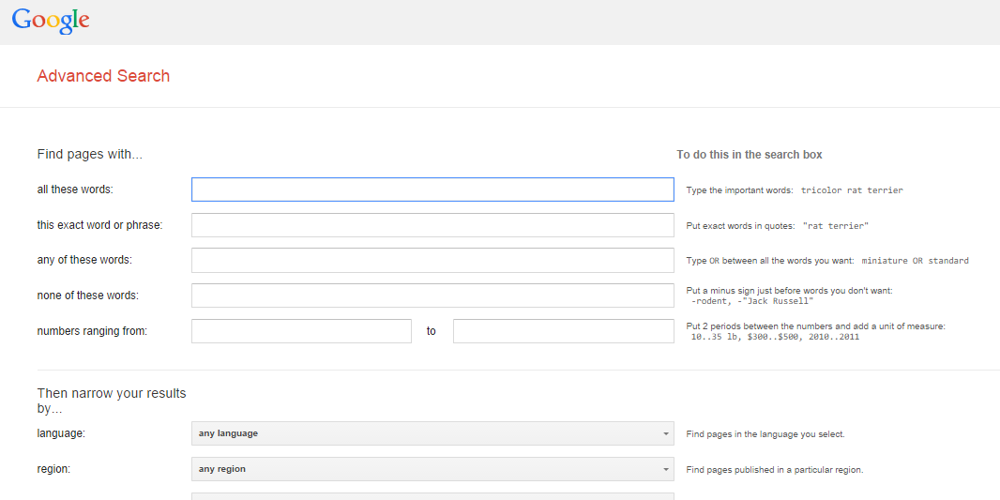 Google
Advanced Search
Find pages with...
To do this in the search box
all these words:
Type the important words: tricolor rat terrier
this exact word or phrase:
Put exact words in quotes: "rat terrier"
any of these words:
Type OR between all the words you want: miniature OR standard
none of these words:
Put a minus sign just before words you don't want:
-rodent, -"Jack Russell"
numbers ranging from:
to
Put 2 periods between the numbers and add a unit of measure:
10..35 lb, $300..$500, 2010..2011
Then narrow your results
by...
language:
any language
Find pages in the language you select.
region:
any region
Find pages published in a particular region.